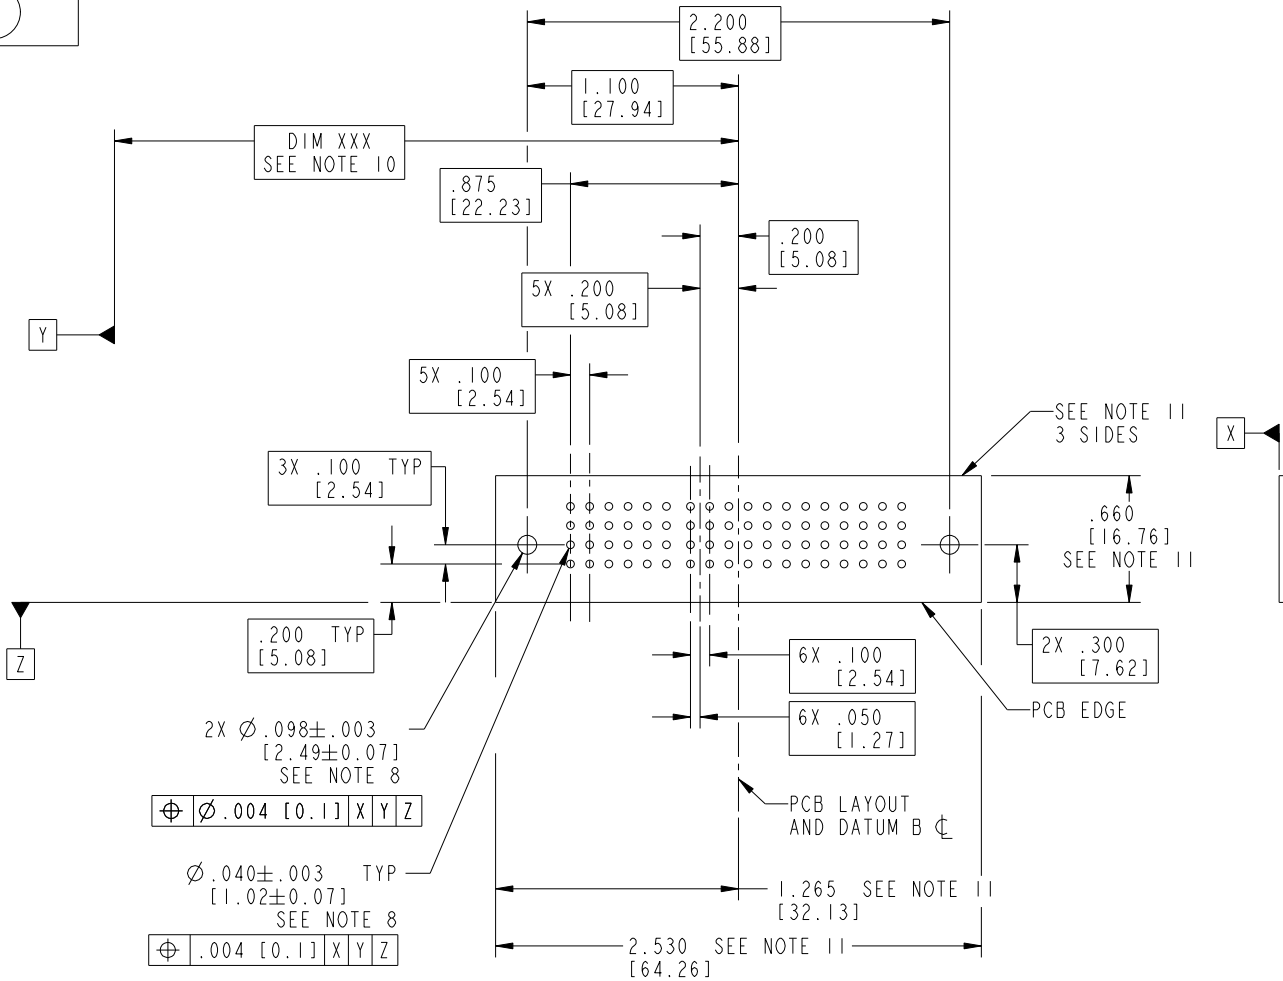 2.200
[55.88]
1.100
[27.94]
DIM XXX
SEE NOTE 10
.875
[22.23]
.200
[5.08]
5X .200
[5.08]
Y
5X .100
[2.54]
SEE NOTE 11
3 SIDES
X
3X .100 TYP
[2.54]
.660
[16.76]
SEE NOTE 11
.200 TYP
[5.08]
Z
6X .100
[2.54]
2X .300
[7.62]
6X .050
[1.27]
PCB EDGE
2X Ø.098±.003
[2.49±0.07]
SEE NOTE 8
⌖ Ø.004 [0.1] X Y Z
PCB LAYOUT
AND DATUM B ℄
Ø.040±.003 TYP
[1.02±0.07]
SEE NOTE 8
⌖ .004 [0.1] X Y Z
1.265 SEE NOTE 11
[32.13]
2.530 SEE NOTE 11
[64.26]